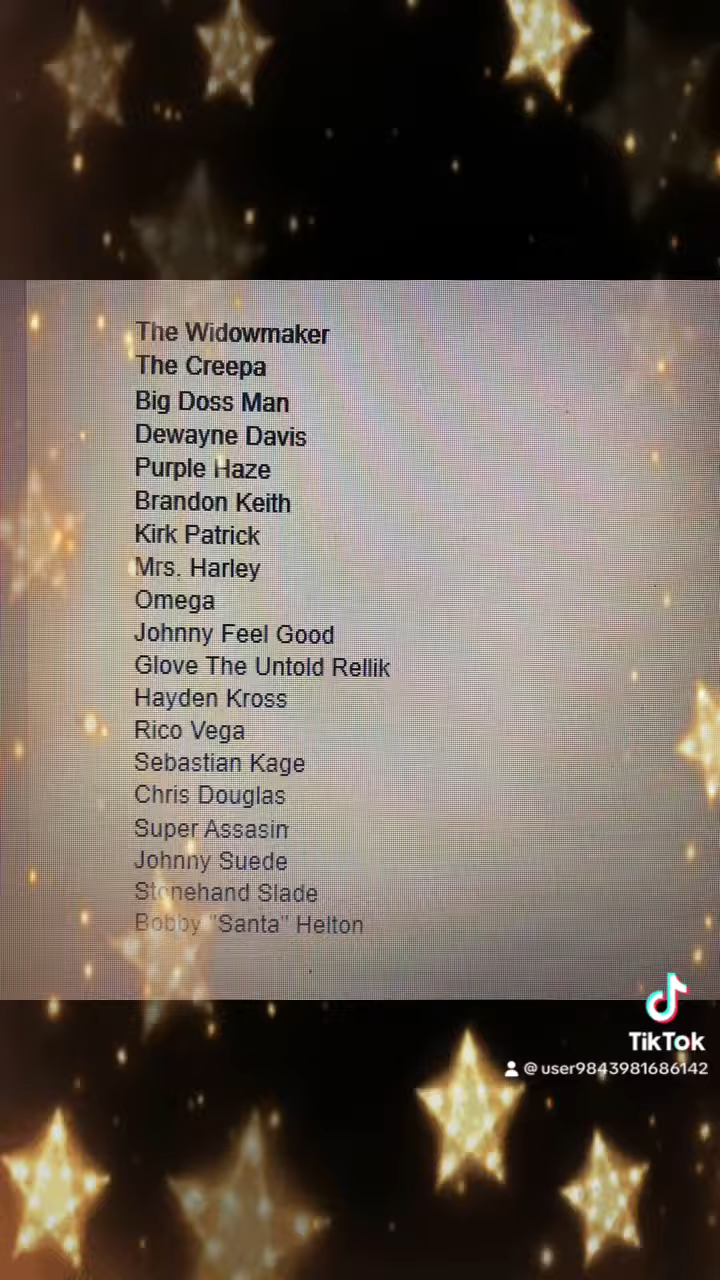 The Widowmaker
The Creepa
Big Doss Man
Dewayne Davis
Purple Haze
Brandon Keith
Kirk Patrick
Mrs. Harley
Omega
Johnny Feel Good
Glove The Untold Rellik
Hayden Kross
Rico Vega
Sebastian Kage
Chris Douglas
Super Assasin
Johnny Suede
Stonehand Slade
Bobby "Santa" Helton
TikTok
@user9843981686142